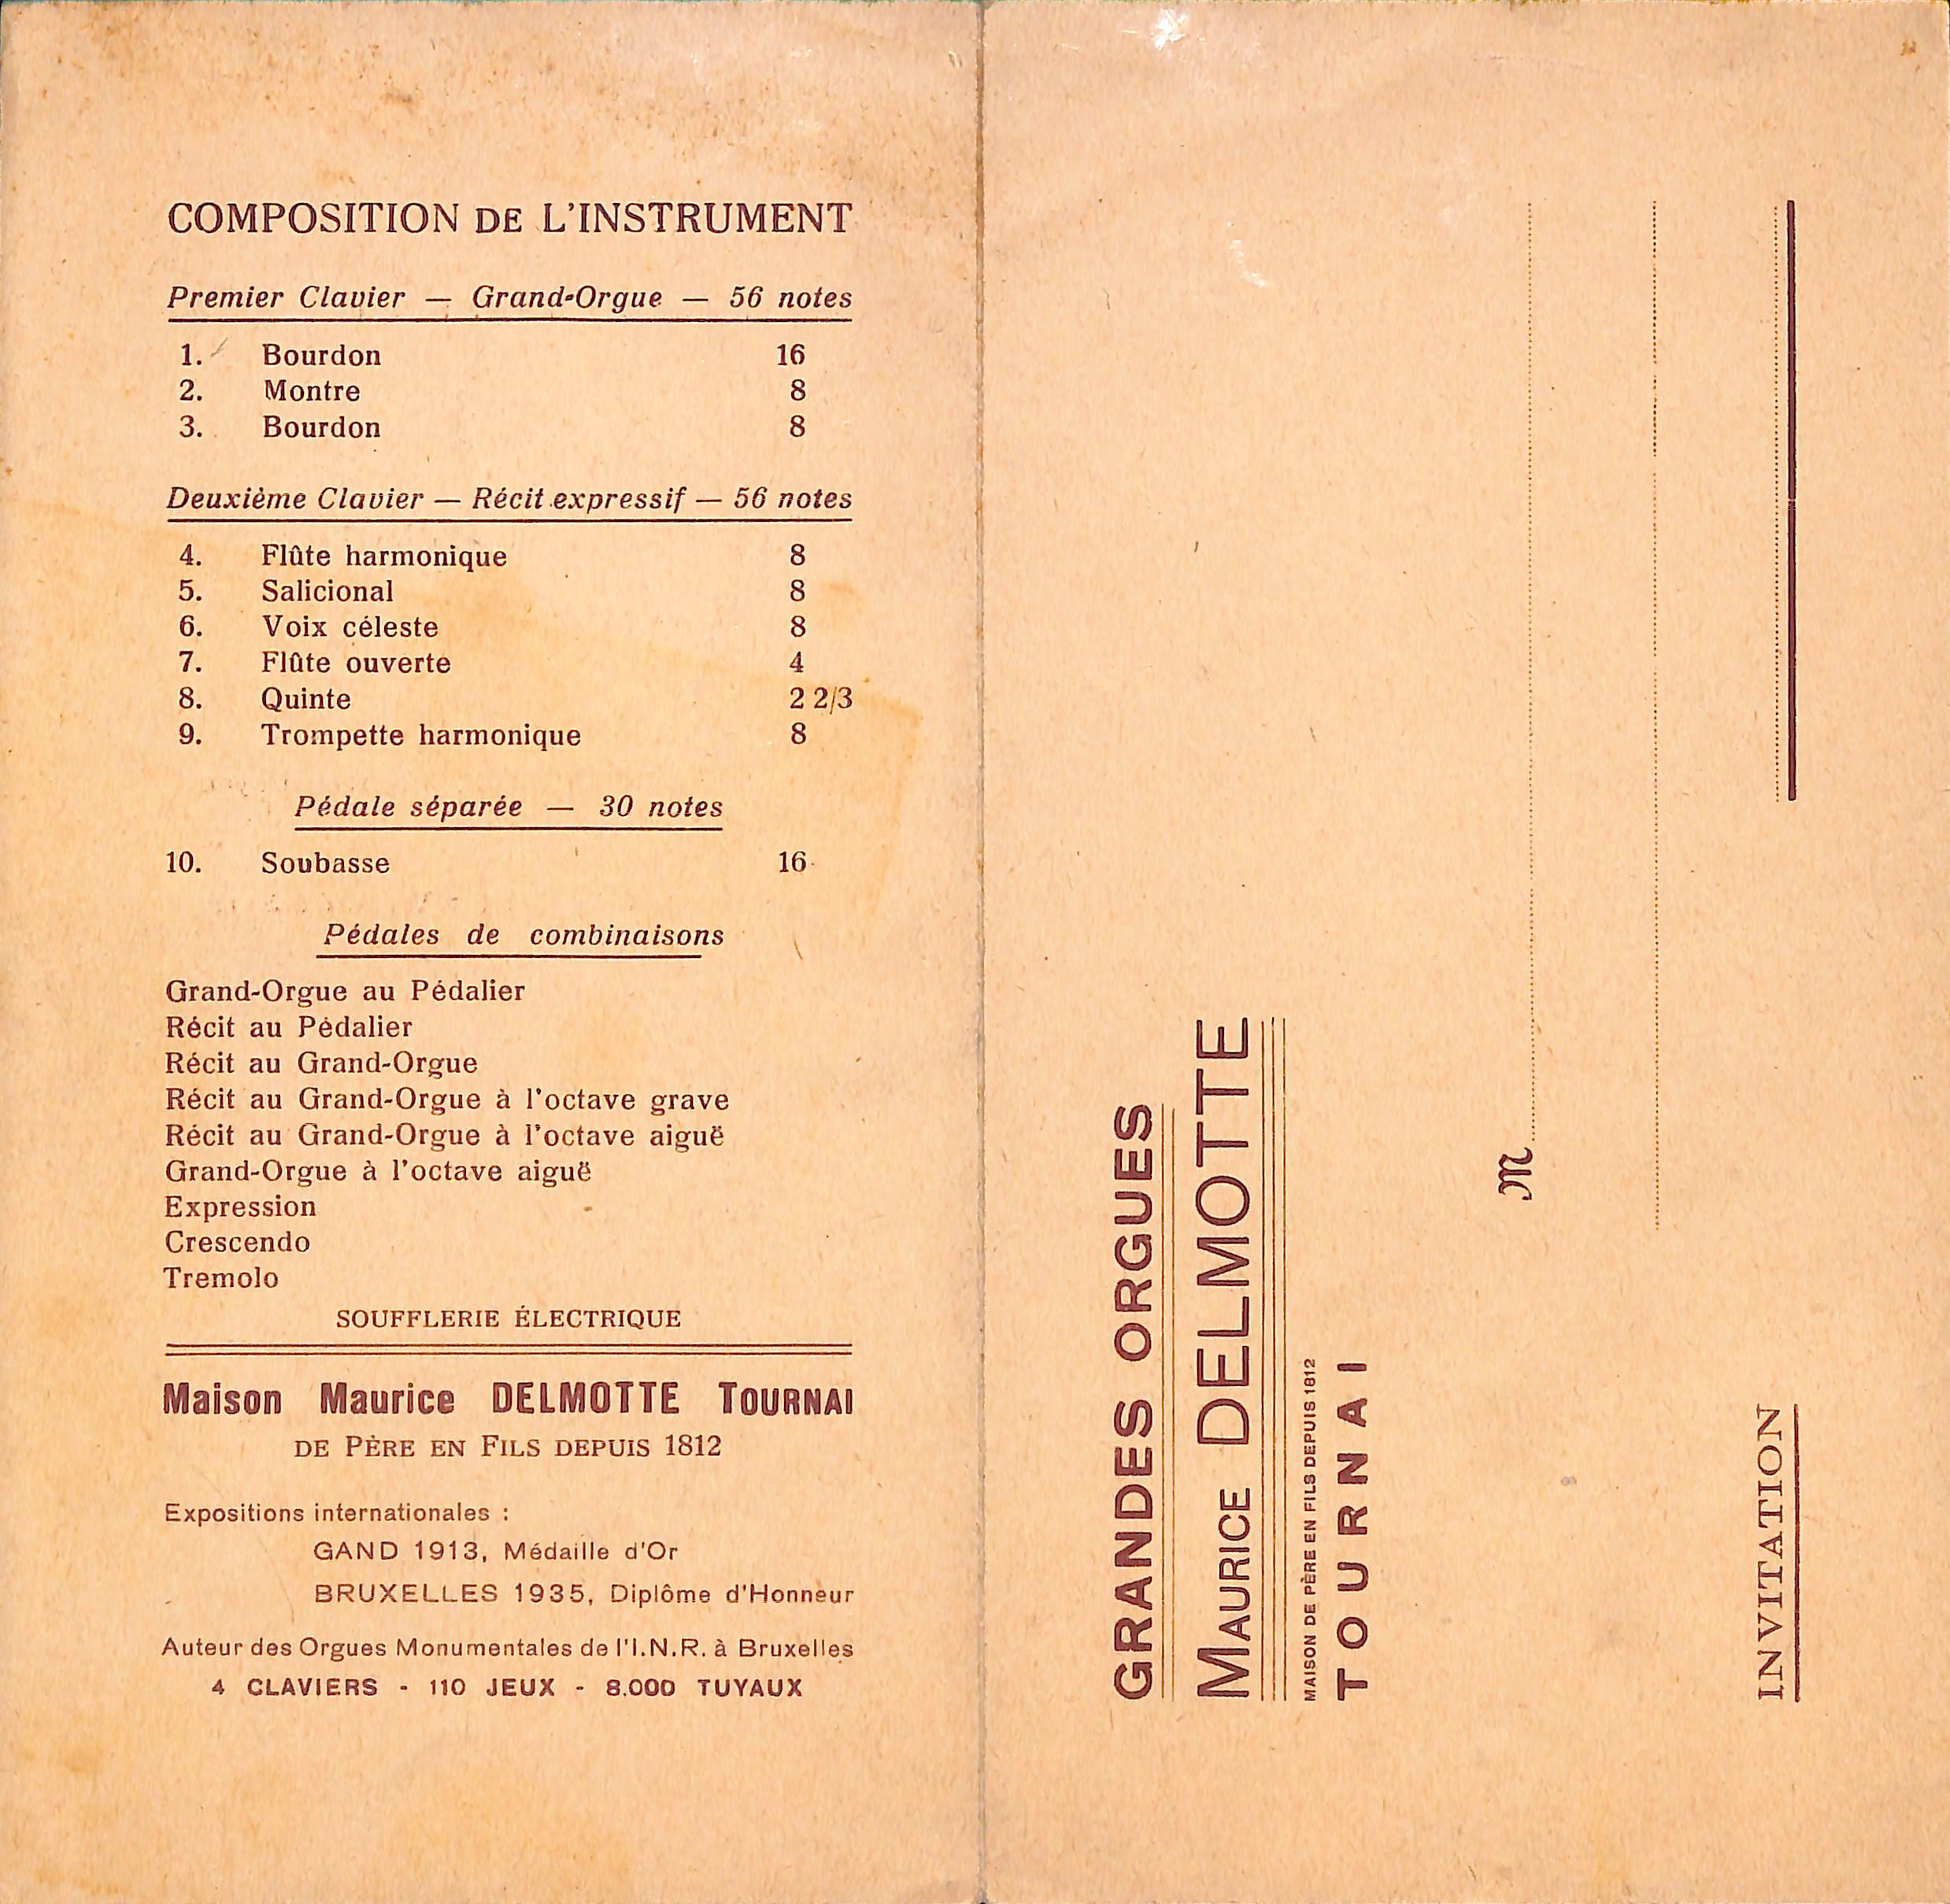 COMPOSITION DE L'INSTRUMENT
Premier Clavier — Grand-Orgue — 56 notes
1. Bourdon 16
2. Montre 8
3. Bourdon 8
Deuxième Clavier — Récit expressif — 56 notes
4. Flûte harmonique 8
5. Salicional 8
6. Voix céleste 8
7. Flûte ouverte 4
8. Quinte 2 2/3
9. Trompette harmonique 8
Pédale séparée — 30 notes
10. Soubasse 16
Pédales de combinaisons
Grand-Orgue au Pédalier
Récit au Pédalier
Récit au Grand-Orgue
Récit au Grand-Orgue à l'octave grave
Récit au Grand-Orgue à l'octave aiguë
Grand-Orgue à l'octave aiguë
Expression
Crescendo
Tremolo
SOUFFLERIE ÉLECTRIQUE
Maison Maurice DELMOTTE TOURNAI
DE PÈRE EN FILS DEPUIS 1812
Expositions internationales :
GAND 1913, Médaille d'Or
BRUXELLES 1935, Diplôme d'Honneur
Auteur des Orgues Monumentales de l'I.N.R. à Bruxelles
4 CLAVIERS - 110 JEUX - 8.000 TUYAUX
GRANDES ORGUES
MAURICE DELMOTTE
MAISON DE PÈRE EN FILS DEPUIS 1812
TOURNAI
M
INVITATION